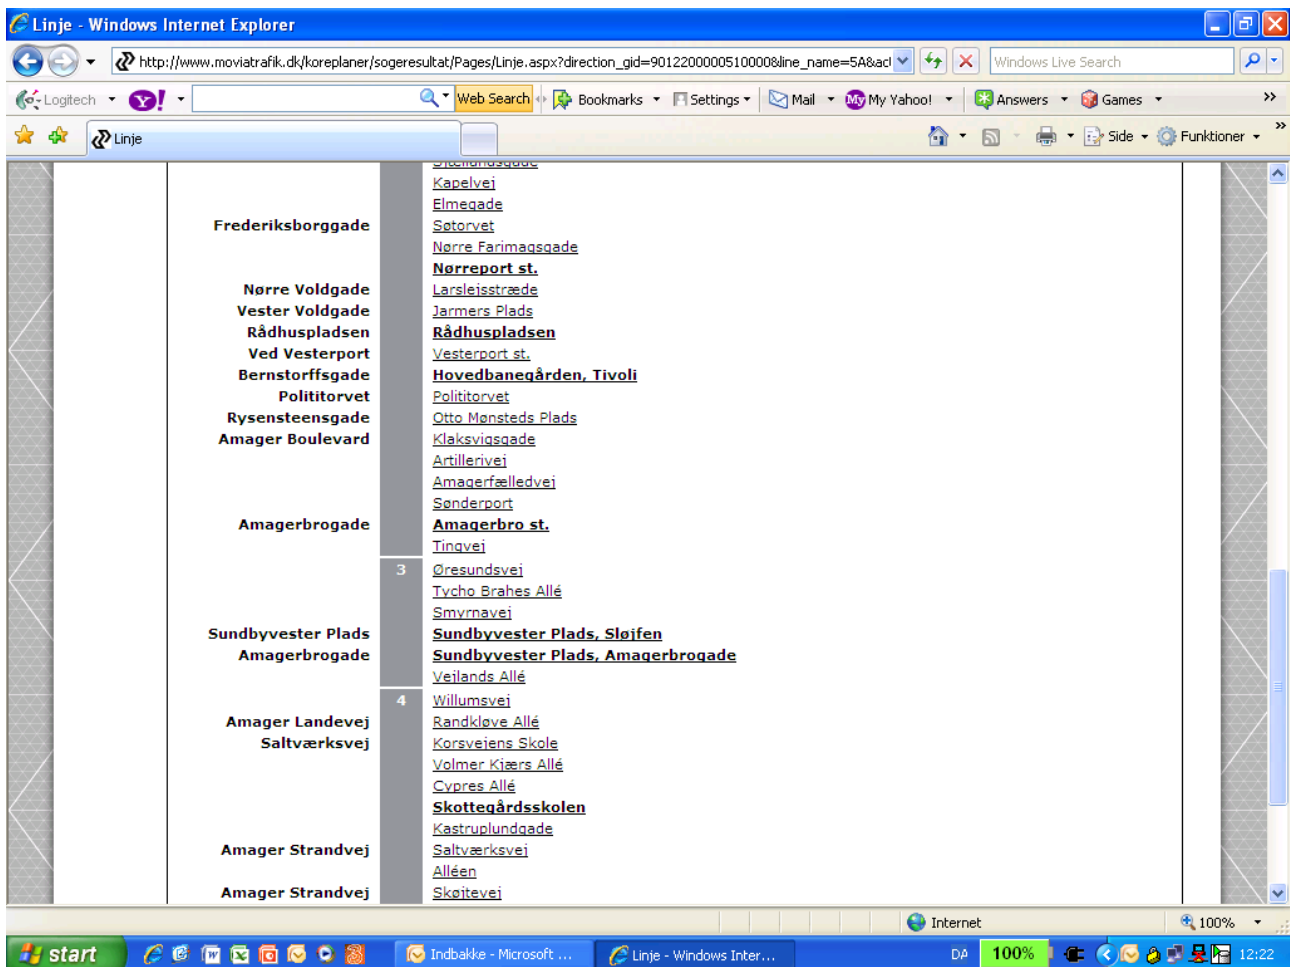 Linje - Windows Internet Explorer
http://www.moviatrafik.dk/koreplaner/sogeresultat/Pages/Linje.aspx?direction_gid=9012200000510000&line_name=5A&acl
Windows Live Search
Logitech Web Search Bookmarks Settings Mail My Yahoo! Answers Games »
Linje Side Funktioner »
Kapelvej
Elmegade
Frederiksborggade Søtorvet
Nørre Farimagsgade
Nørreport st.
Nørre Voldgade Larslejsstræde
Vester Voldgade Jarmers Plads
Rådhuspladsen Rådhuspladsen
Ved Vesterport Vesterport st.
Bernstorffsgade Hovedbanegården, Tivoli
Polititorvet Polititorvet
Rysensteensgade Otto Mønsteds Plads
Amager Boulevard Klaksvigsgade
Artillerivej
Amagerfælledvej
Sønderport
Amagerbrogade Amagerbro st.
Tingvej
3 Øresundsvej
Tycho Brahes Allé
Smyrnavej
Sundbyvester Plads Sundbyvester Plads, Sløjfen
Amagerbrogade Sundbyvester Plads, Amagerbrogade
Vejlands Allé
4 Willumsvej
Amager Landevej Randkløve Allé
Saltværksvej Korsvejens Skole
Volmer Kjærs Allé
Cypres Allé
Skottegårdsskolen
Kastruplundgade
Amager Strandvej Saltværksvej
Alléen
Amager Strandvej Skøjtevej
Internet 100%
start Indbakke - Microsoft ... Linje - Windows Inter... DA 100% 12:22